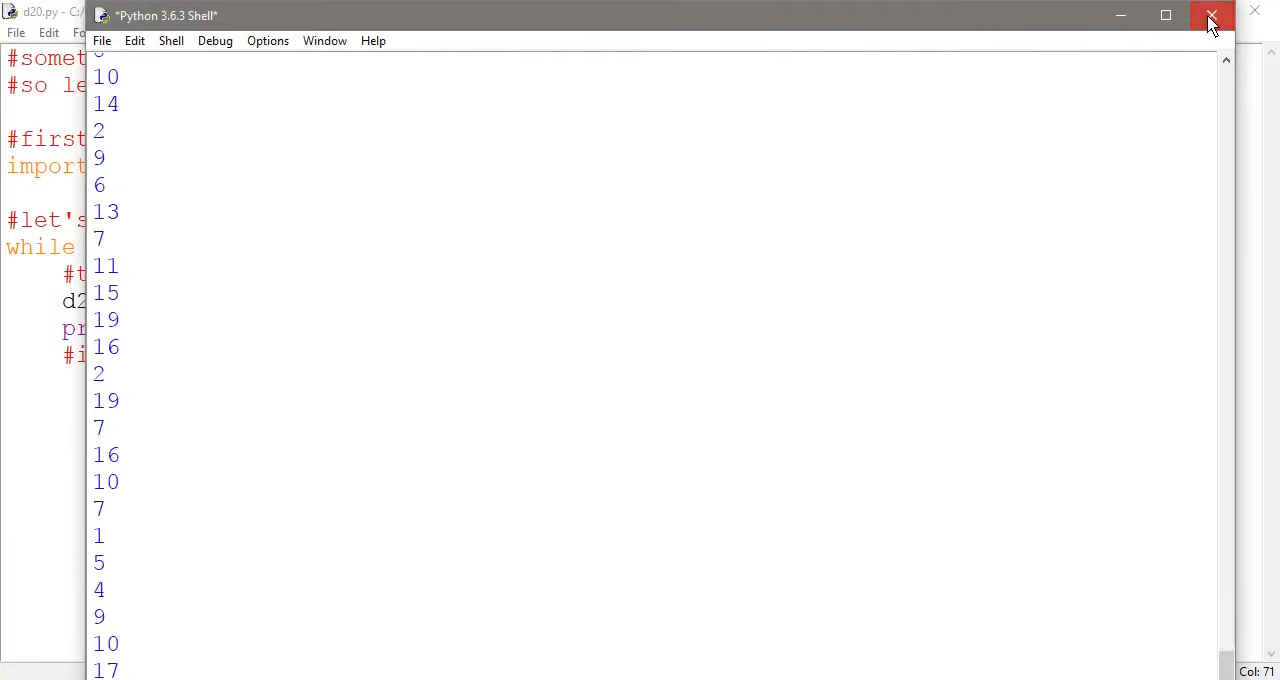 d20.py - C:/
*Python 3.6.3 Shell*
File Edit Fo
File Edit Shell Debug Options Window Help
#somet
#so le
#first
import
#let's
while
#t
d2
pr
#i
10
14
2
9
6
13
7
11
15
19
16
2
19
7
16
10
7
1
5
4
9
10
17
Col: 71